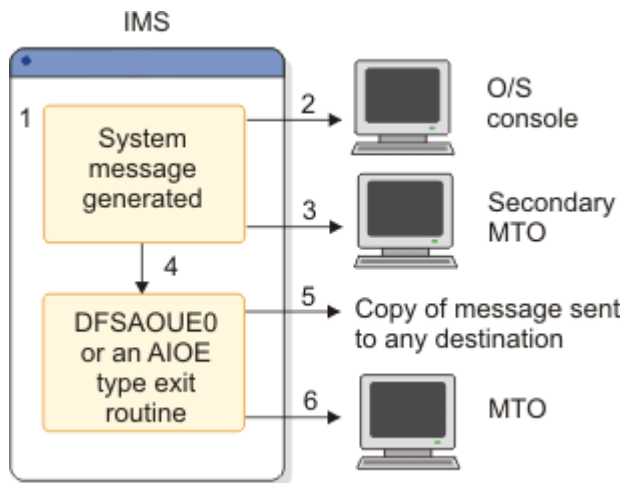 IMS
1
System
message
generated
2
O/S
console
3
Secondary
MTO
4
DFSAOUE0
or an AIOE
type exit
routine
5
Copy of message sent
to any destination
6
MTO